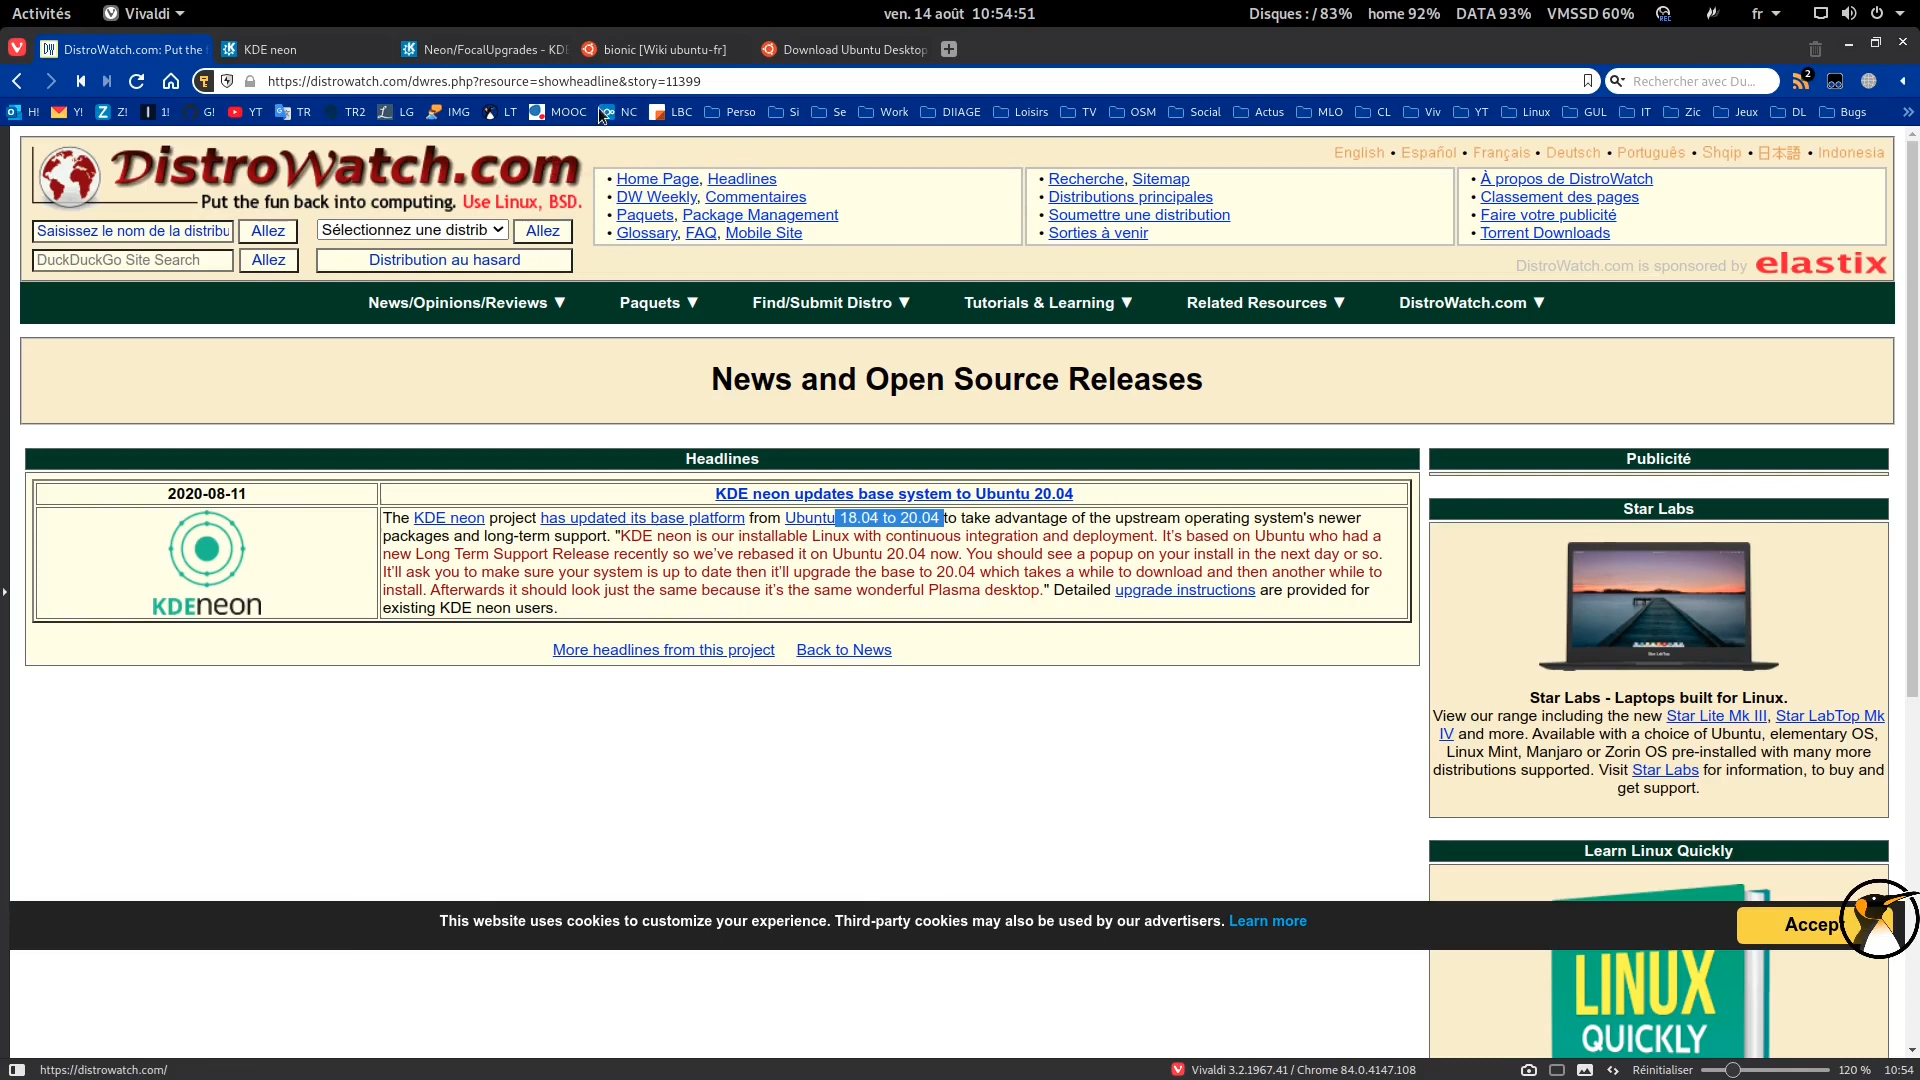 Activités Vivaldi ven. 14 août 10:54:51 Disques : / 83% home 92% DATA 93% VMSSD 60% REC fr
DistroWatch.com: Put the KDE neon Neon/FocalUpgrades - KDE bionic [Wiki ubuntu-fr] Download Ubuntu Desktop
https://distrowatch.com/dwres.php?resource=showheadline&story=11399 Rechercher avec Du... 2
H! Y! Z! 1! G! YT TR TR2 LG IMG LT MOOC NC LBC Perso Si Se Work DIIAGE Loisirs TV OSM Social Actus MLO CL Viv YT Linux GUL IT Zic Jeux DL Bugs
English • Español • Français • Deutsch • Português • Shqip • 日本語 • Indonesia
DistroWatch.com
Put the fun back into computing. Use Linux, BSD.
• Home Page, Headlines
• DW Weekly, Commentaires
• Paquets, Package Management
• Glossary, FAQ, Mobile Site
• Recherche, Sitemap
• Distributions principales
• Soumettre une distribution
• Sorties à venir
• À propos de DistroWatch
• Classement des pages
• Faire votre publicité
• Torrent Downloads
Saisissez le nom de la distribu Allez Sélectionnez une distrib Allez
DuckDuckGo Site Search Allez Distribution au hasard
DistroWatch.com is sponsored by elastix
News/Opinions/Reviews ▼ Paquets ▼ Find/Submit Distro ▼ Tutorials & Learning ▼ Related Resources ▼ DistroWatch.com ▼
News and Open Source Releases
Headlines
2020-08-11 KDE neon updates base system to Ubuntu 20.04
KDE neon
The KDE neon project has updated its base platform from Ubuntu 18.04 to 20.04 to take advantage of the upstream operating system's newer
packages and long-term support. "KDE neon is our installable Linux with continuous integration and deployment. It’s based on Ubuntu who had a
new Long Term Support Release recently so we’ve rebased it on Ubuntu 20.04 now. You should see a popup on your install in the next day or so.
It’ll ask you to make sure your system is up to date then it’ll upgrade the base to 20.04 which takes a while to download and then another while to
install. Afterwards it should look just the same because it’s the same wonderful Plasma desktop." Detailed upgrade instructions are provided for
existing KDE neon users.
More headlines from this project Back to News
Publicité
Star Labs
Star Labs - Laptops built for Linux.
View our range including the new Star Lite Mk III, Star LabTop Mk
IV and more. Available with a choice of Ubuntu, elementary OS,
Linux Mint, Manjaro or Zorin OS pre-installed with many more
distributions supported. Visit Star Labs for information, to buy and
get support.
Learn Linux Quickly
LINUX
QUICKLY
This website uses cookies to customize your experience. Third-party cookies may also be used by our advertisers. Learn more
Accep
https://distrowatch.com/ Vivaldi 3.2.1967.41 / Chrome 84.0.4147.108 Réinitialiser 120 % 10:54